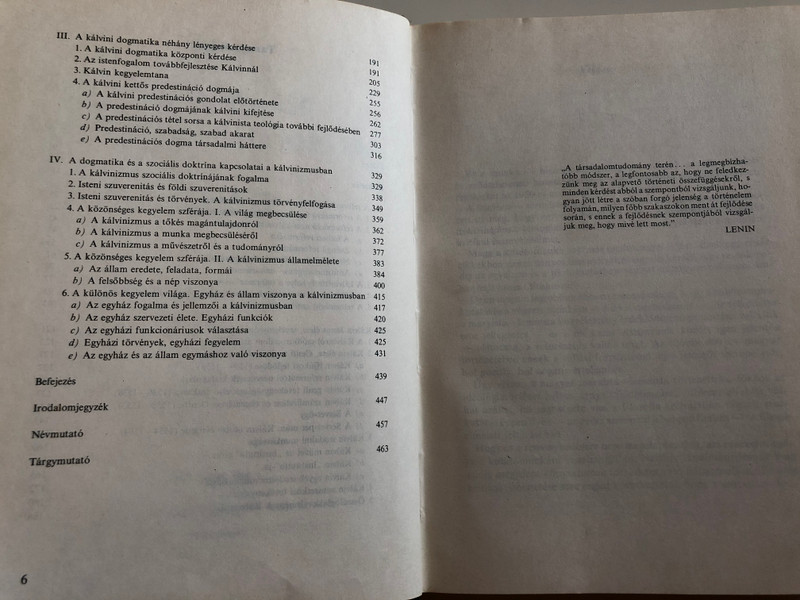 III. A kálvini dogmatika néhány lényeges kérdése 191
1. A kálvini dogmatika központi kérdése 191
2. Az istenfogalom továbbfejlesztése Kálvinnál 205
3. Kálvin kegyelemtana 229
4. A kálvini kettős predestináció dogmája 255
a) A kálvini predestinációs gondolat előtörténete 256
b) A predestináció dogmájának kálvini kifejtése 262
c) A predestinációs tétel sorsa a kálvinista teológia további fejlődésében 277
d) Predestináció, szabadság, szabad akarat 303
e) A predestinációs dogma társadalmi háttere 316
IV. A dogmatika és a szociális doktrína kapcsolatai a kálvinizmusban 329
1. A kálvinizmus szociális doktrínájának fogalma 329
2. Isteni szuverenitás és földi szuverenitások 338
3. Isteni szuverenitás és törvények. A kálvinizmus törvényfelfogása 349
4. A közönséges kegyelem szférája. I. A világ megbecsülése 359
a) A kálvinizmus a tőkés magántulajdonról 362
b) A kálvinizmus a munka megbecsüléséről 372
c) A kálvinizmus a művészetről és a tudományról 377
5. A közönséges kegyelem szférája. II. A kálvinizmus államelmélete 383
a) Az állam eredete, feladata, formái 384
b) A felsőbbség és a nép viszonya 400
6. A különös kegyelem világa. Egyház és állam viszonya a kálvinizmusban 415
a) Az egyház fogalma és jellemzői a kálvinizmusban 417
b) Az egyház szervezeti élete. Egyházi funkciók 420
c) Az egyházi funkcionáriusok választása 425
d) Egyházi törvények, egyházi fegyelem 425
e) Az egyház és az állam egymáshoz való viszonya 431
Befejezés 439
Irodalomjegyzék 447
Névmutató 457
Tárgymutató 463
6
„A társadalomtudomány terén... a legmegbízha-
tóbb módszer, a legfontosabb az, hogy ne feledkez-
zünk meg az alapvető történeti összefüggésekről, s
minden kérdést abból a szempontból vizsgáljunk, ho-
gyan jött létre a szóban forgó jelenség a történelem
folyamán, milyen főbb szakaszokon ment át fejlődése
során, s ennek a fejlődésnek szempontjából vizsgál-
juk meg, hogy mivé lett most."
LENIN